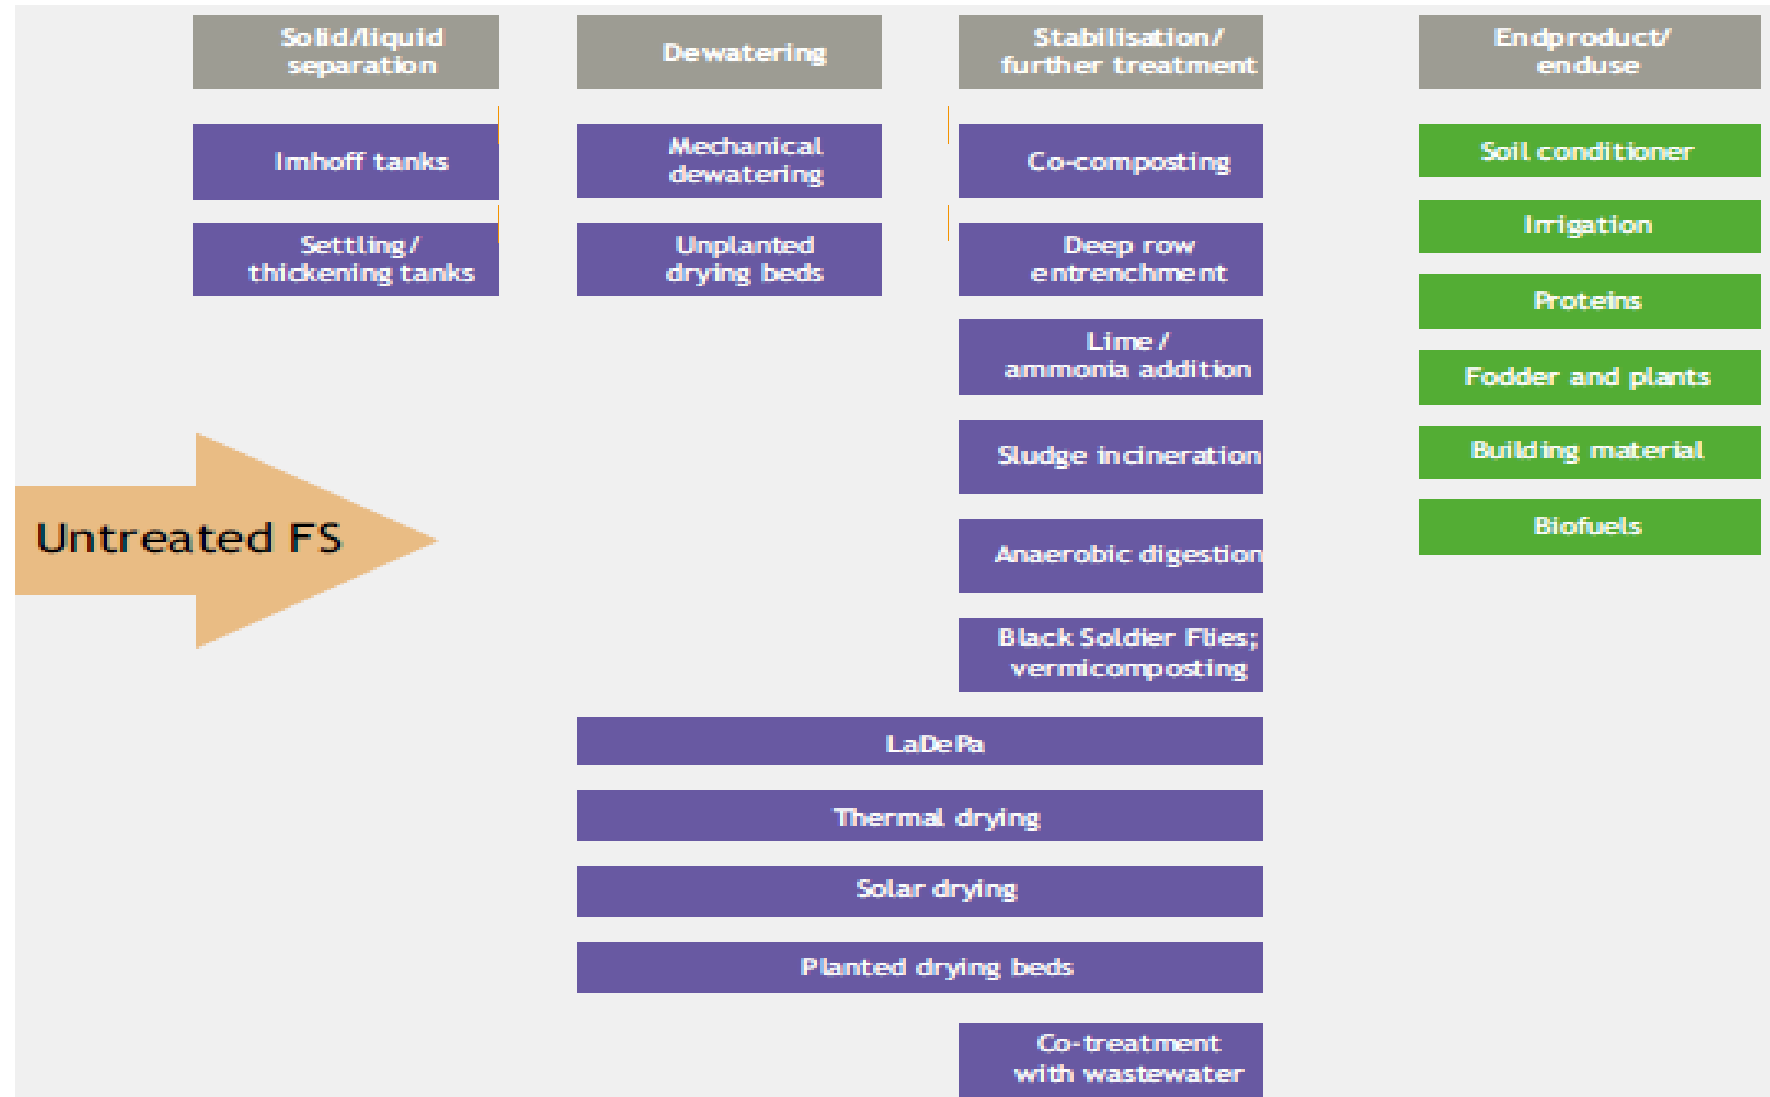 Solid/liquid
separation
Dewatering
Stabilisation/
further treatment
Endproduct/
enduse
Imhoff tanks
Mechanical
dewatering
Co-composting
Soil conditioner
Settling/
thickening tanks
Unplanted
drying beds
Deep row
entrenchment
Irrigation
Proteins
Lime/
ammonia addition
Fodder and plants
Sludge incineration
Building material
Untreated FS
Anaerobic digestion
Biofuels
Black Soldier Flies;
vermicomposting
LaDePa
Thermal drying
Solar drying
Planted drying beds
Co-treatment
with wastewater